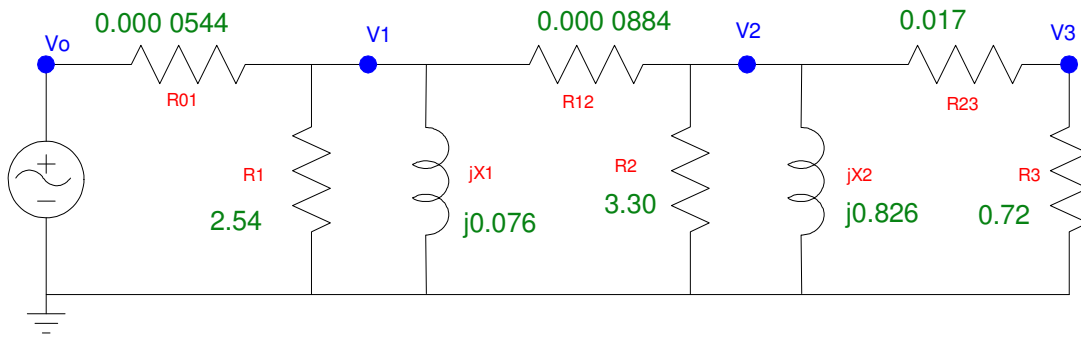 0.000 0544
0.000 0884
0.017
Vo
V1
V2
V3
R01
R12
R23
+
−
R1
jX1
R2
jX2
R3
2.54
j0.076
3.30
j0.826
0.72